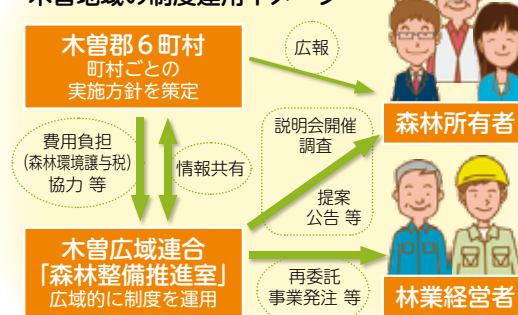 木曽地域の制度運用イメージ
木曽郡6町村
町村ごとの
実施方針を策定
広報
森林所有者
費用負担
(森林環境譲与税)
協力 等
情報共有
説明会開催
調査
提案
公告 等
木曽広域連合
「森林整備推進室」
広域的に制度を運用
再委託
事業発注 等
林業経営者